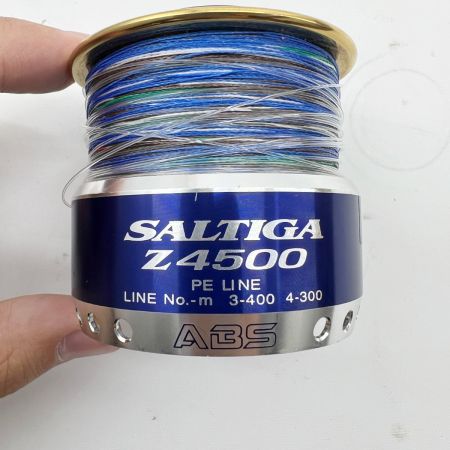 SALTIGA
Z4500
PE LINE
LINE No.-m 3-400 4-300
ABS